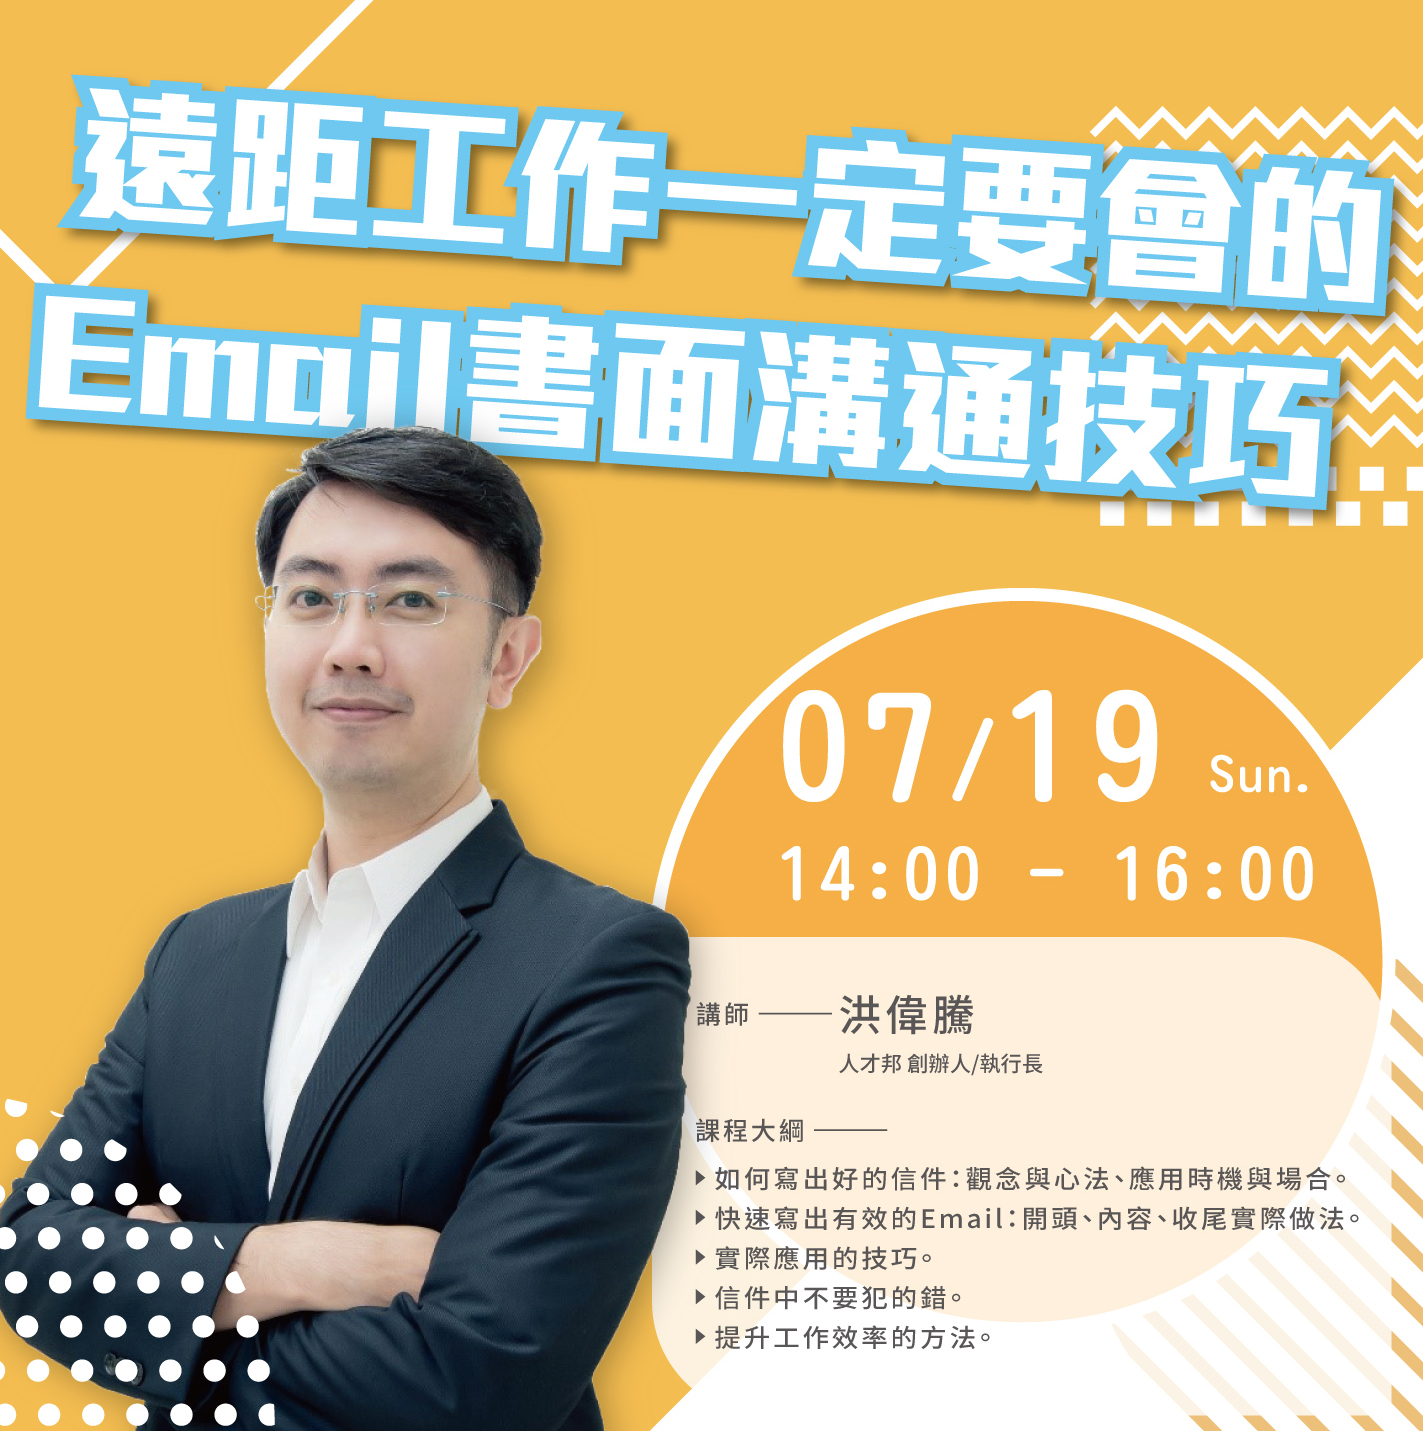 遠距工作一定要會的
Email書面溝通技巧
07/19 Sun.
14:00 - 16:00
講師 —— 洪偉騰
人才邦 創辦人/執行長
課程大綱 ——
▶如何寫出好的信件：觀念與心法、應用時機與場合。
▶快速寫出有效的Email：開頭、內容、收尾實際做法。
▶實際應用的技巧。
▶信件中不要犯的錯。
▶提升工作效率的方法。